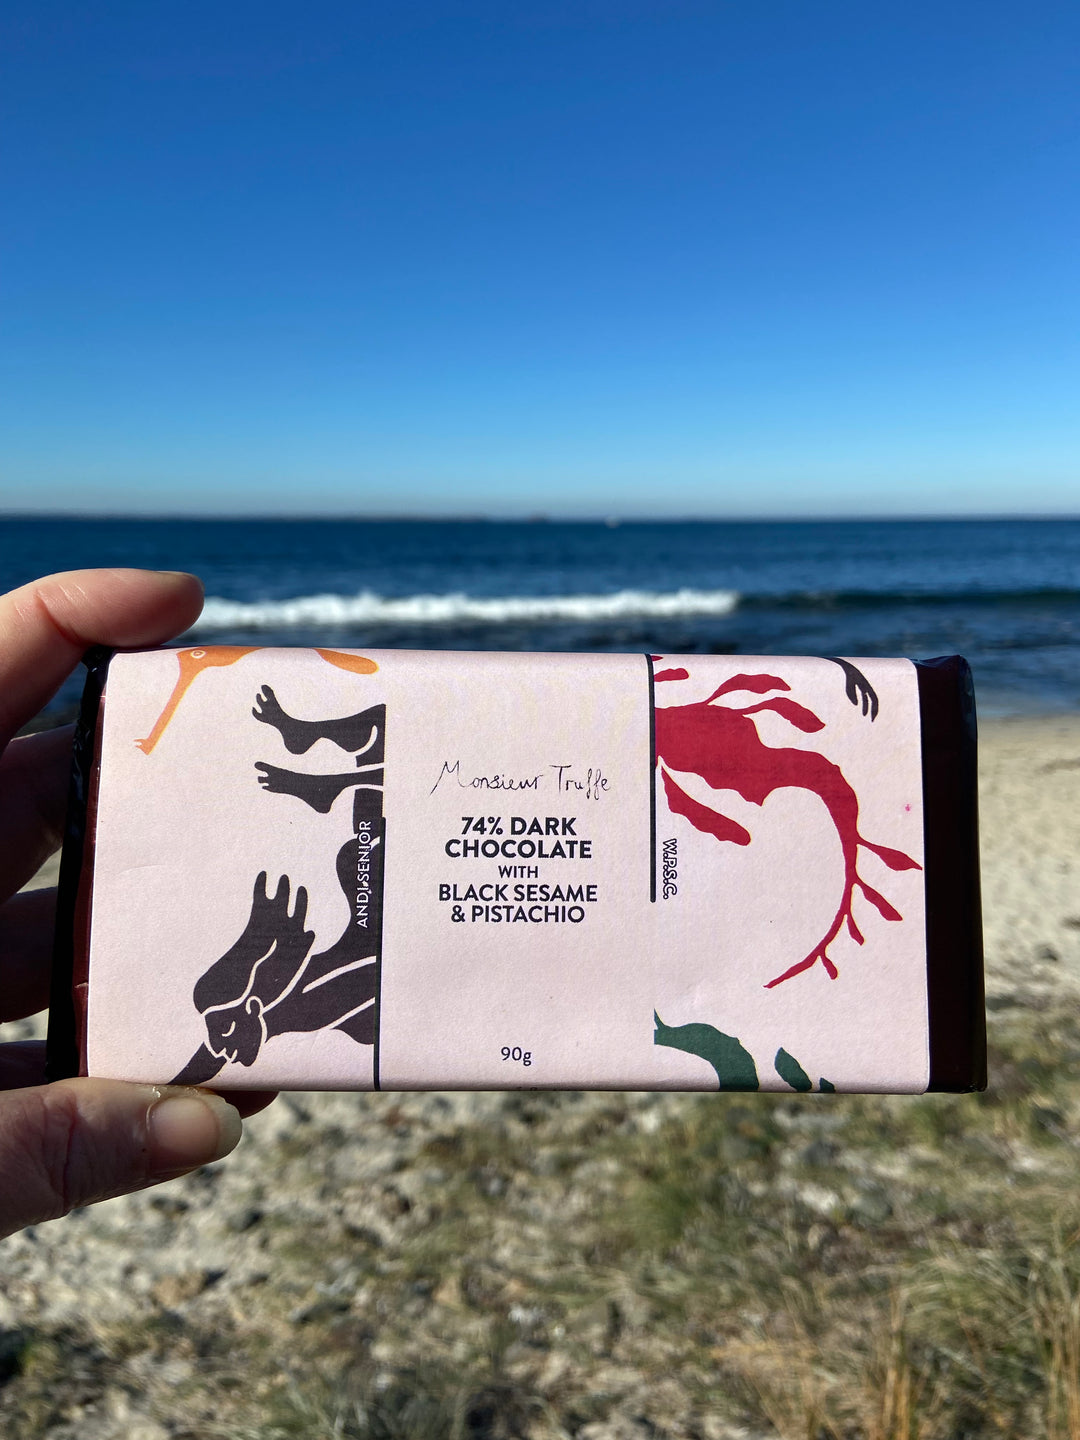 Monsieur Truffe
74% DARK
CHOCOLATE
WITH
BLACK SESAME
& PISTACHIO
90g
ANDI SENIOR
W.P.S.C.